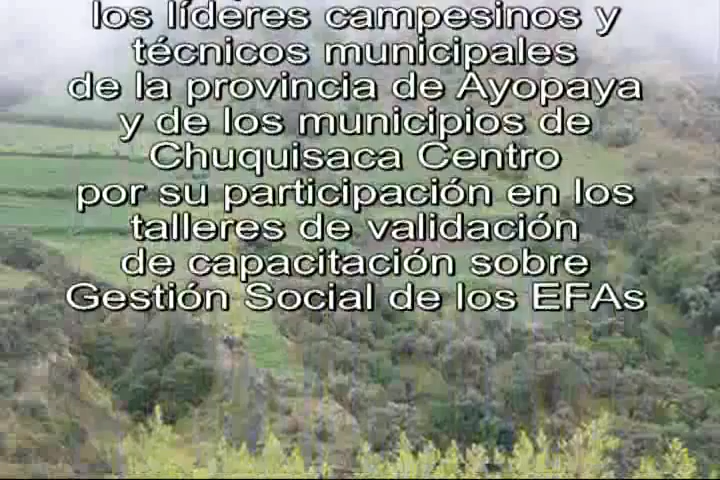 los líderes campesinos y
técnicos municipales
de la provincia de Ayopaya
y de los municipios de
Chuquisaca Centro
por su participación en los
talleres de validación
de capacitación sobre
Gestión Social de los EFAs